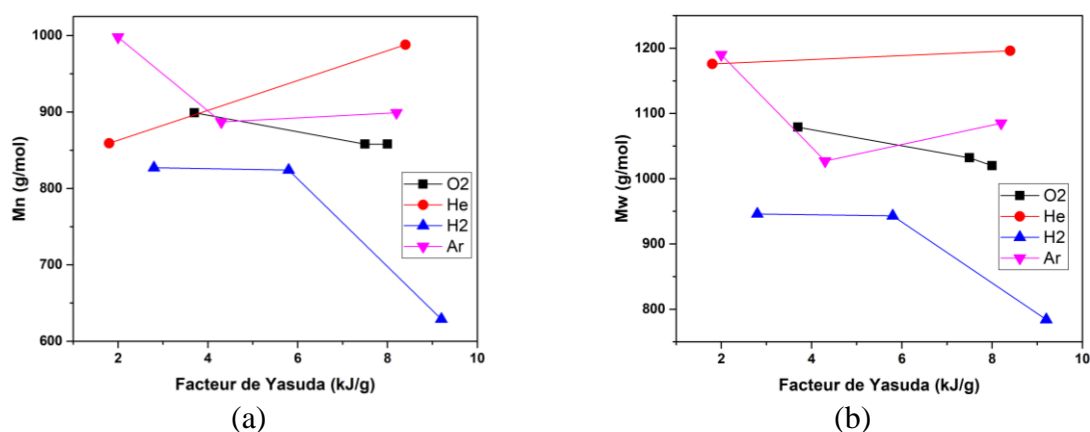 1000
900
800
700
600
Mn (g/mol)
2
4
6
8
10
Facteur de Yasuda (kJ/g)
O2
He
H2
Ar
(a)
1200
1100
1000
900
800
Mw (g/mol)
2
4
6
8
10
Facteur de Yasuda (kJ/g)
O2
He
H2
Ar
(b)